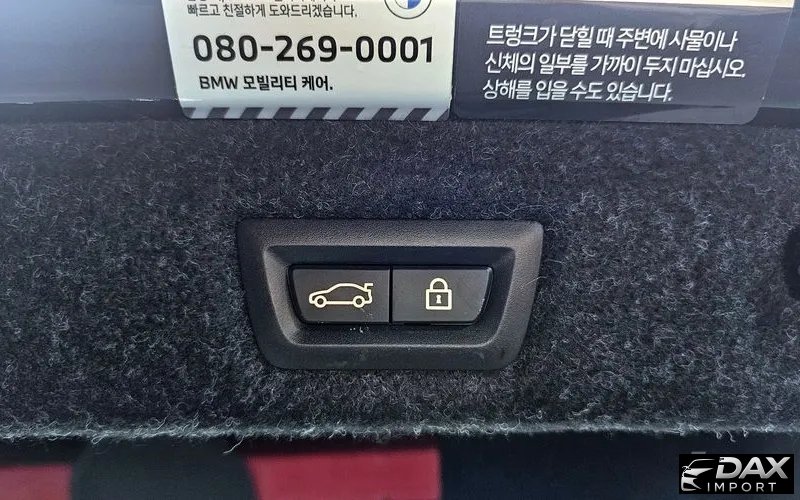 빠르고 친절하게 도와드리겠습니다.
080-269-0001
BMW 모빌리티 케어.
트렁크가 닫힐 때 주변에 사물이나
신체의 일부를 가까이 두지 마십시오.
상해를 입을 수도 있습니다.
DAX
IMPORT